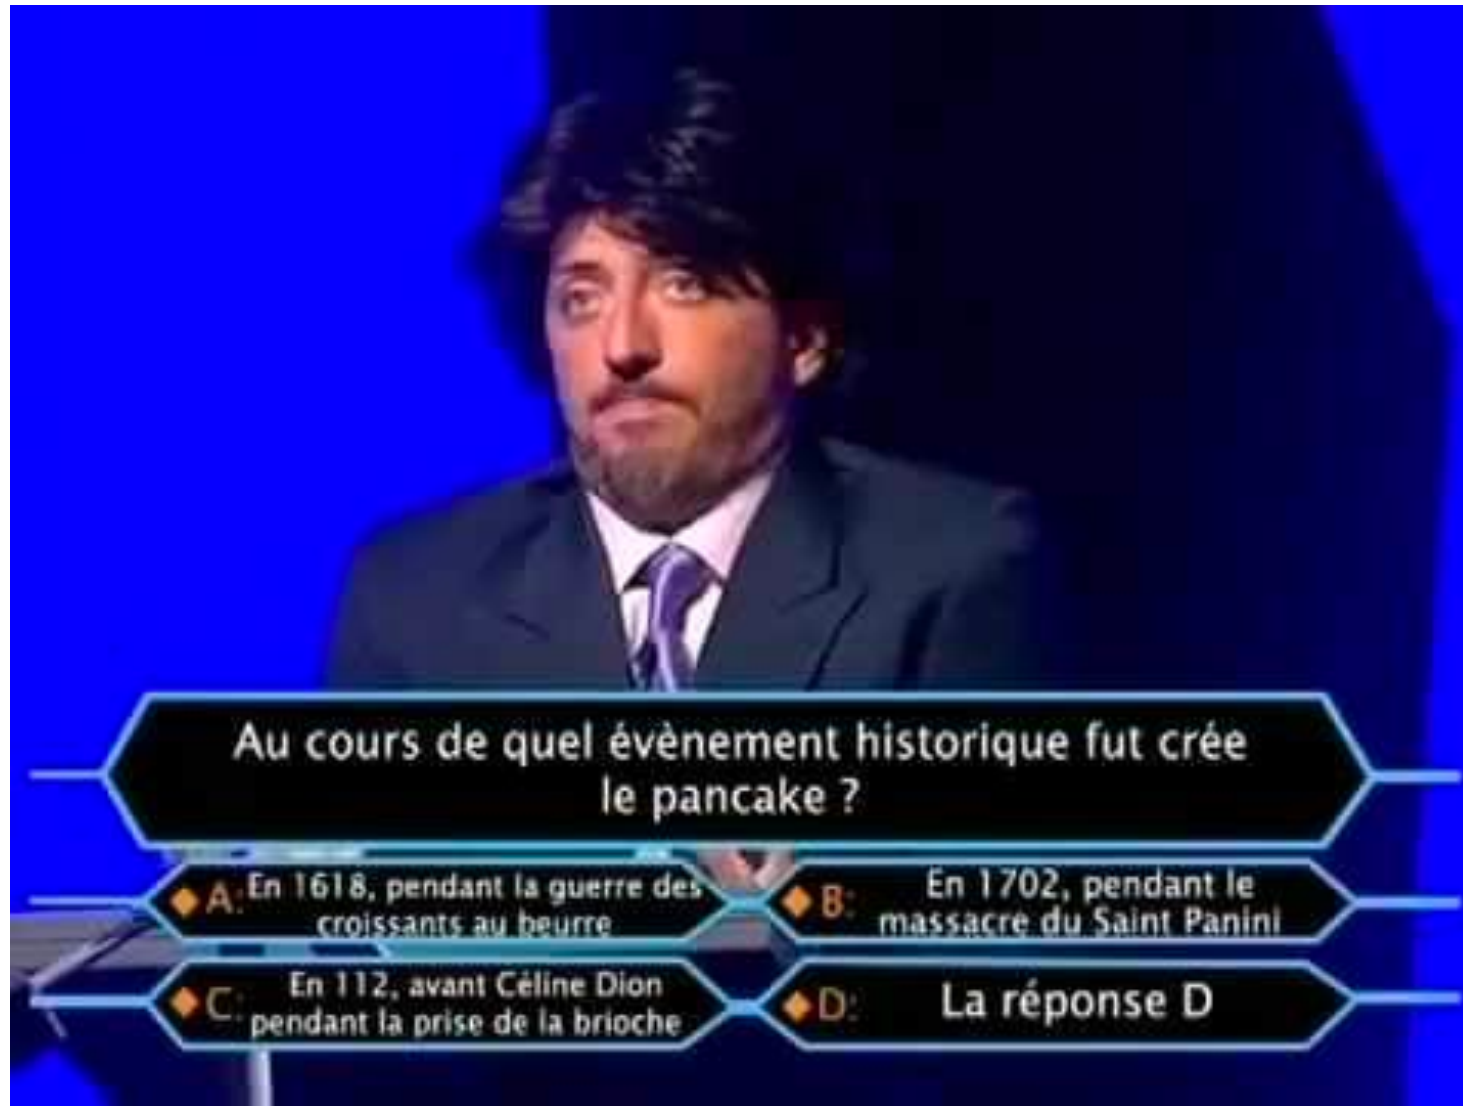 Au cours de quel évènement historique fut crée
le pancake ?
A: En 1618, pendant la guerre des
croissants au beurre
B: En 1702, pendant le
massacre du Saint Panini
C: En 112, avant Céline Dion
pendant la prise de la brioche
D: La réponse D